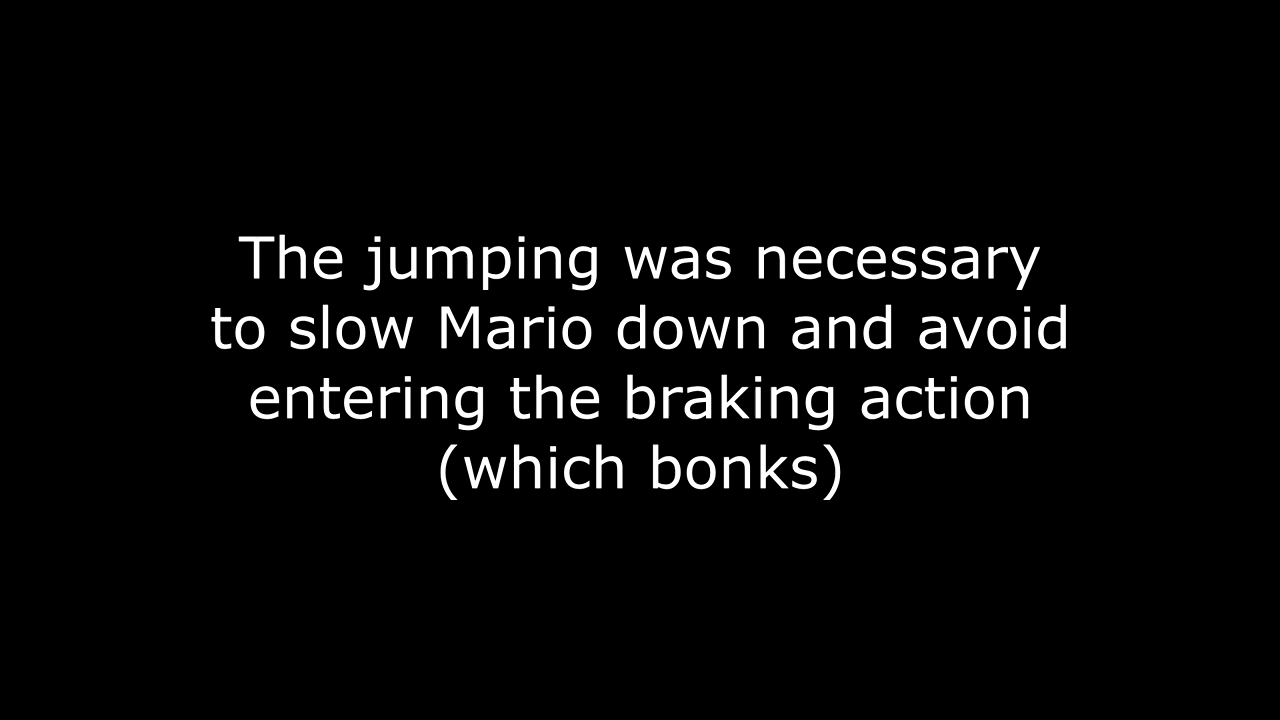 The jumping was necessary
to slow Mario down and avoid
entering the braking action
(which bonks)